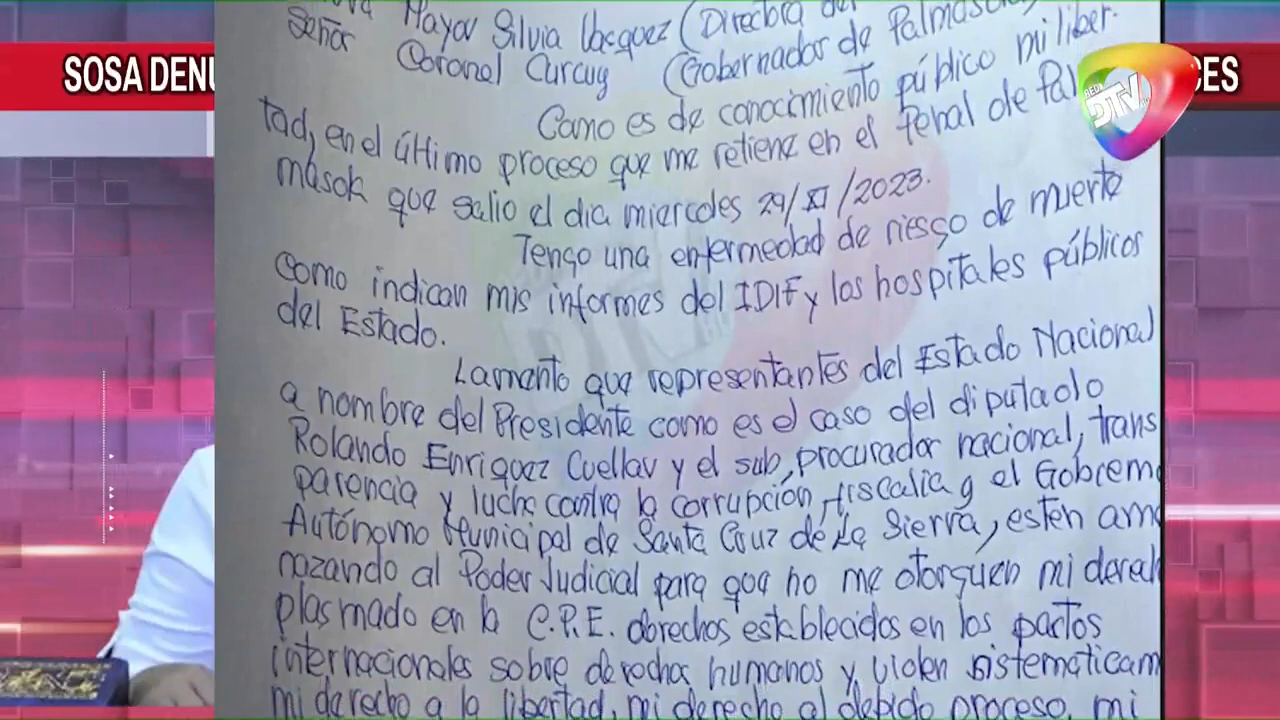 Mayor Silvia Vacquez (Directora del
Señor Coronel Curcuy (Gobernador de Palmasola)
SOSA DENU
CES
RED DTV
Como es de conocimiento público mi liber.
tad, en el último proceso que me retiene en el Penal de Pal
masola que salio el dia miercoles 29/XI/2023.
Tengo una enfermedad de riesgo de muerte
como indican mis informes del IDIF y los hospitales públicos
del Estado.
Lamento que representantes del Estado Nacional
a nombre del Presidente como es el caso del diputado
Rolando Enriquez Cuellar y el sub, procurador nacional, trans
parencia y lucha contra la corrupción, fiscalia y el Gobierno
Autónomo Municipal de Santa Cruz de La Sierra, estén ame
nazando al Poder Judicial para que no me otorguen mi derech
plasmado en la C.P.E. derechos establecidos en los pactos
internacionales sobre derechos humanos y violen sistematicam
mi derecho a la libertad, mi derecho al debido proceso, mi